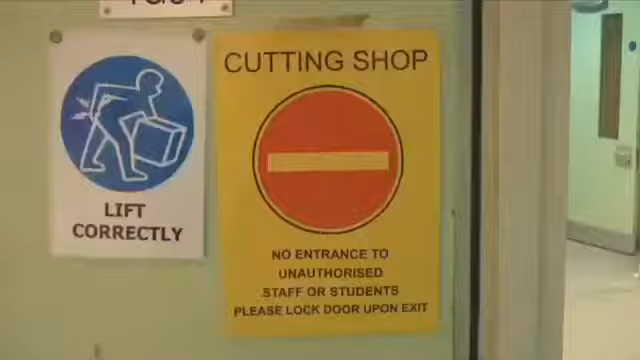 CUTTING SHOP
LIFT
CORRECTLY
NO ENTRANCE TO
UNAUTHORISED
STAFF OR STUDENTS
PLEASE LOCK DOOR UPON EXIT